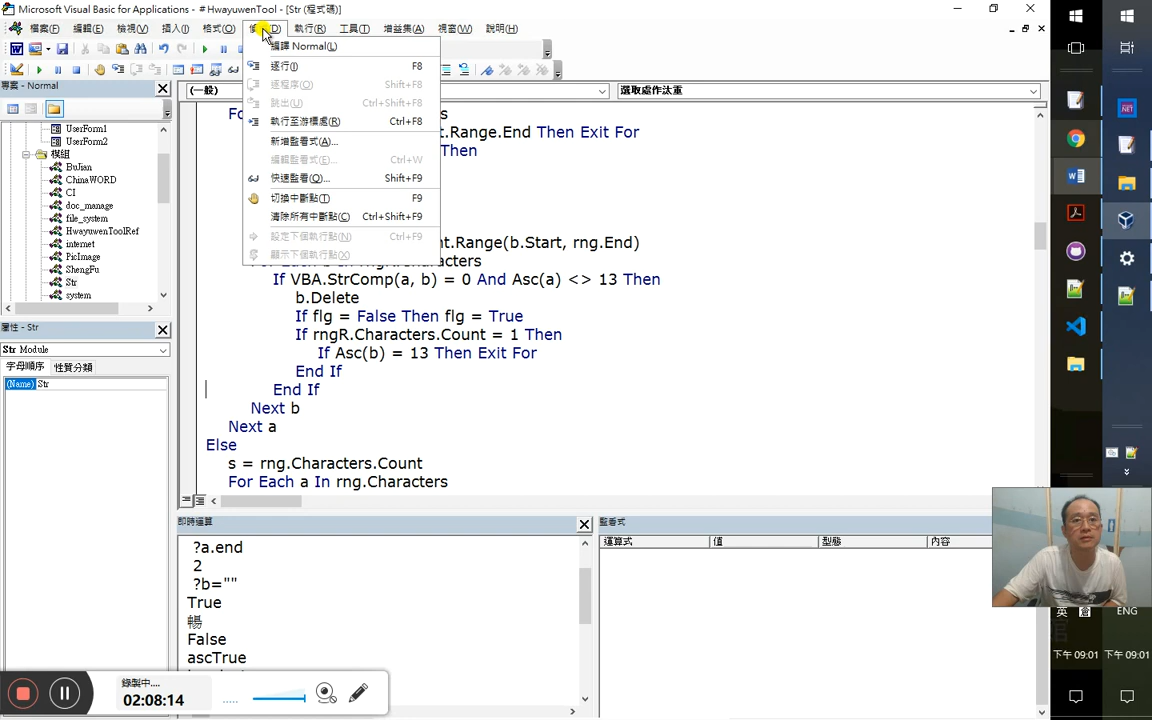 Microsoft Visual Basic for Applications - # HwayuwenTool - [Str (程式碼)]
檔案(F) 編輯(E) 檢視(V) 插入(I) 格式(O) 執行(R) 工具(T) 增益集(A) 視窗(W) 說明(H)
編譯 Normal(L)
逐行(I) F8
逐程序(O) Shift+F8
跳出(U) Ctrl+Shift+F8
執行至游標處(R) Ctrl+F8
新增監看式(A)...
編輯監看式(E)... Ctrl+W
快速監看(Q)... Shift+F9
切換中斷點(T) F9
清除所有中斷點(C) Ctrl+Shift+F9
設定下個執行點(N) Ctrl+F9
顯示下個執行點(X)
專案 - Normal
UserForm1
UserForm2
模組
BuJian
ChinaWORD
CI
doc_manage
file_system
HwayuwenToolRef
internet
PicImage
ShengFu
Str
system
屬性 - Str
Str Module
字母順序 性質分類
(Name) Str
(一般) 選取處作汰重
Fo s
t.Range.End Then Exit For
Then
nt.Range(b.Start, rng.End)
If VBA.StrComp(a, b) = 0 And Asc(a) <> 13 Then
b.Delete
If flg = False Then flg = True
If rngR.Characters.Count = 1 Then
If Asc(b) = 13 Then Exit For
End If
End If
Next b
Next a
Else
s = rng.Characters.Count
For Each a In rng.Characters
即時運算
?a.end
2
?b=""
True
暢
False
ascTrue
監看式
運算式 值 型態 內容
錄製中....
02:08:14
.NET
英 倉 ENG
下午 09:01 下午 09:01